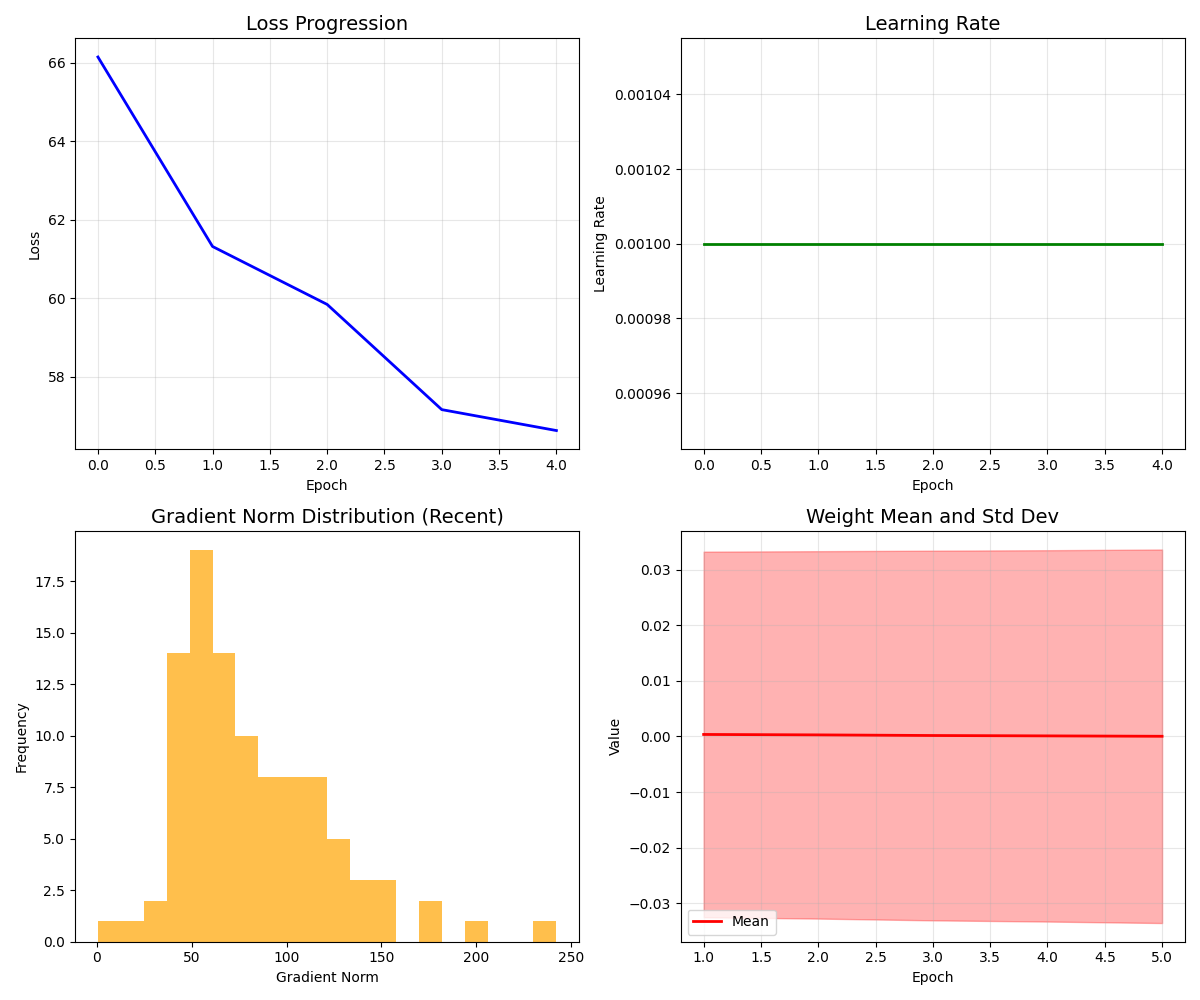 Loss Progression
Loss
66
64
62
60
58
0.0 0.5 1.0 1.5 2.0 2.5 3.0 3.5 4.0
Epoch
Learning Rate
Learning Rate
0.00104
0.00102
0.00100
0.00098
0.00096
0.0 0.5 1.0 1.5 2.0 2.5 3.0 3.5 4.0
Epoch
Gradient Norm Distribution (Recent)
Frequency
17.5
15.0
12.5
10.0
7.5
5.0
2.5
0.0
0 50 100 150 200 250
Gradient Norm
Weight Mean and Std Dev
Value
0.03
0.02
0.01
0.00
−0.01
−0.02
−0.03
Mean
1.0 1.5 2.0 2.5 3.0 3.5 4.0 4.5 5.0
Epoch